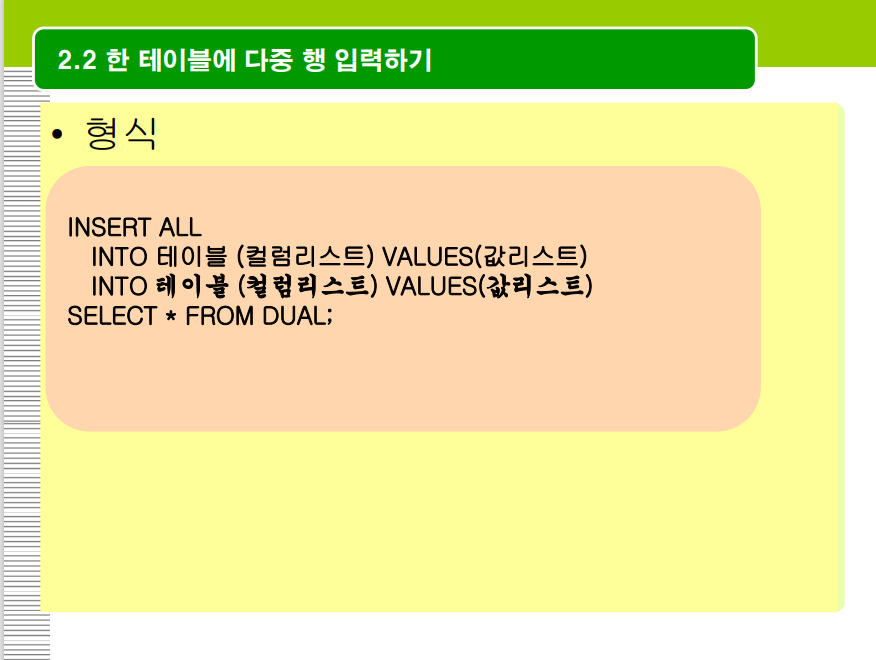 2.2 한 테이블에 다중 행 입력하기
• 형식
INSERT ALL
INTO 테이블 (컬럼리스트) VALUES(값리스트)
INTO 테이블 (컬럼리스트) VALUES(값리스트)
SELECT * FROM DUAL;